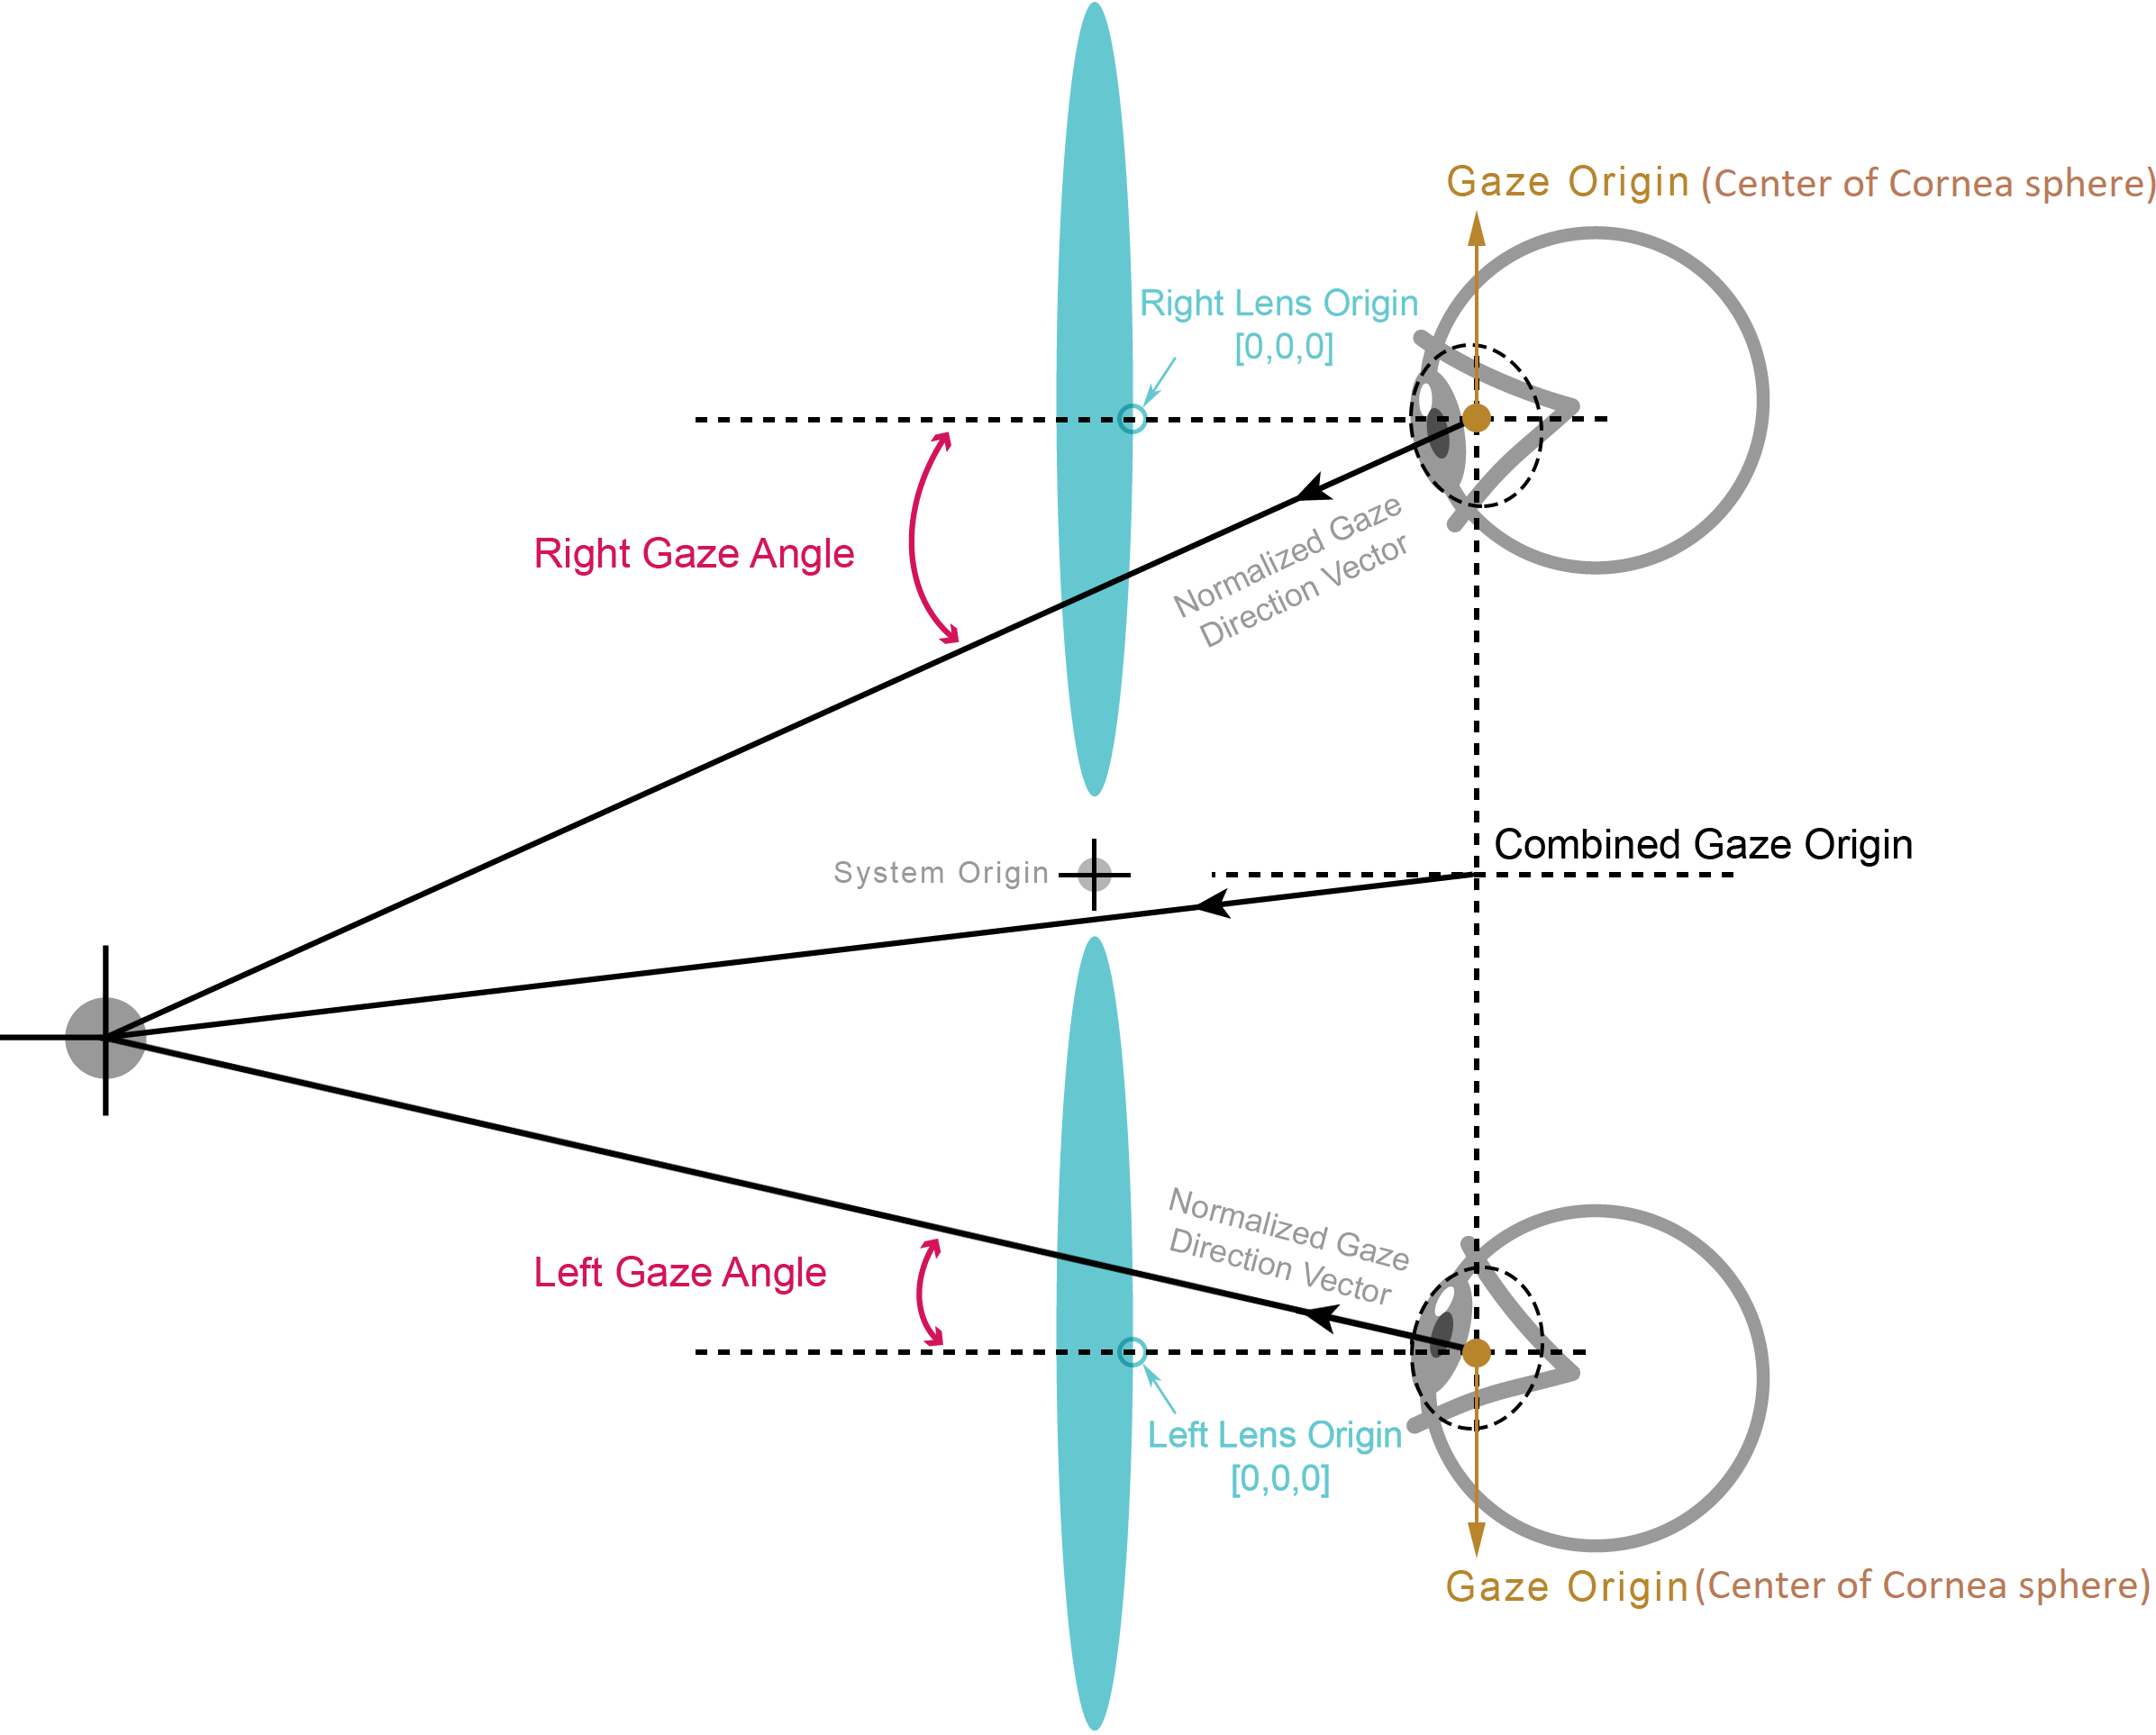 Gaze Origin (Center of Cornea sphere)
Right Lens Origin
[0,0,0]
Right Gaze Angle
Normalized Gaze
Direction Vector
Combined Gaze Origin
System Origin
Normalized Gaze
Direction Vector
Left Gaze Angle
Left Lens Origin
[0,0,0]
Gaze Origin (Center of Cornea sphere)